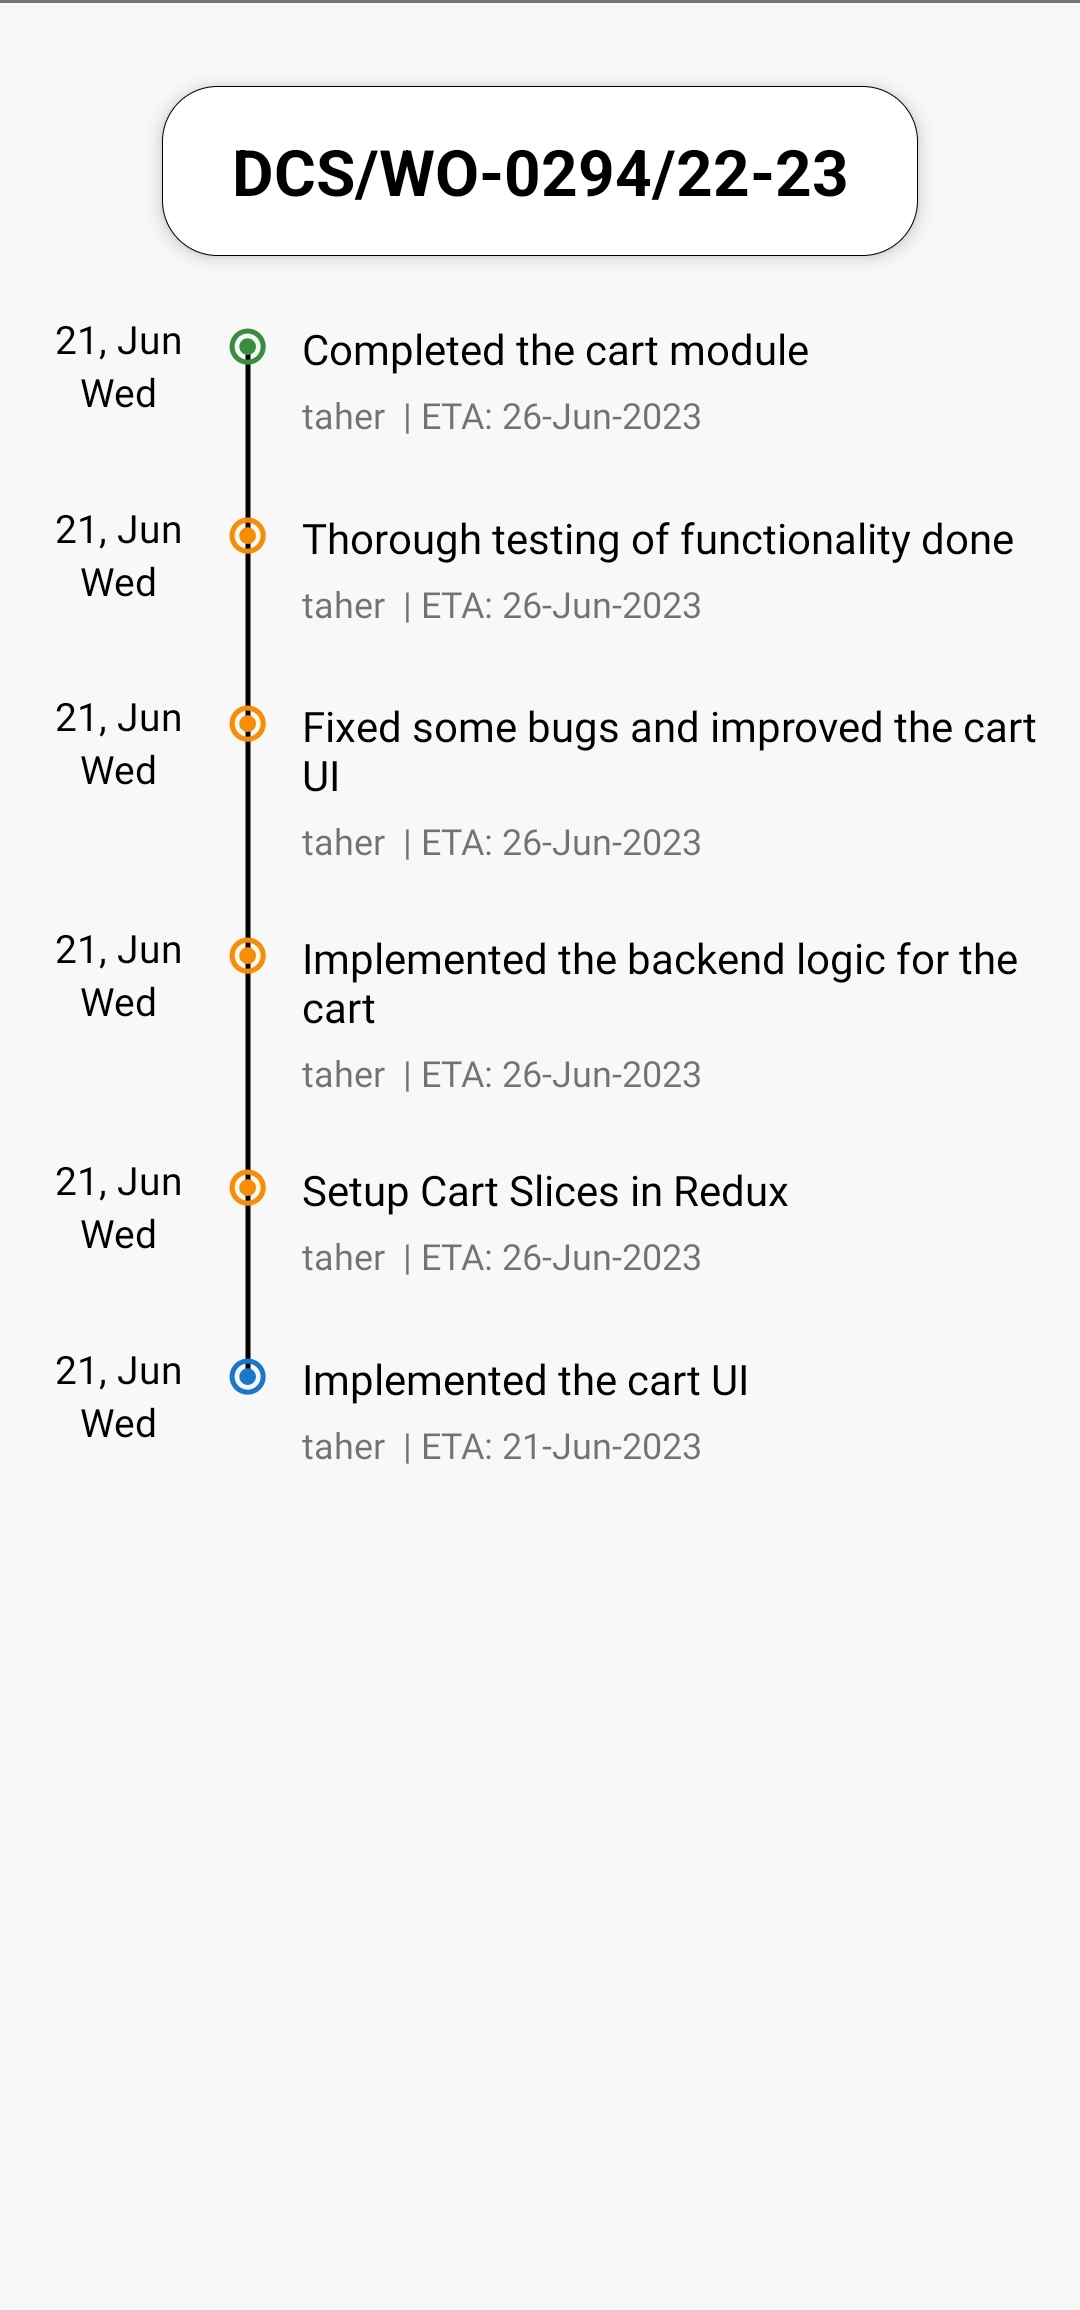 DCS/WO-0294/22-23
21, Jun
Wed
Completed the cart module
taher | ETA: 26-Jun-2023
21, Jun
Wed
Thorough testing of functionality done
taher | ETA: 26-Jun-2023
21, Jun
Wed
Fixed some bugs and improved the cart
UI
taher | ETA: 26-Jun-2023
21, Jun
Wed
Implemented the backend logic for the
cart
taher | ETA: 26-Jun-2023
21, Jun
Wed
Setup Cart Slices in Redux
taher | ETA: 26-Jun-2023
21, Jun
Wed
Implemented the cart UI
taher | ETA: 21-Jun-2023